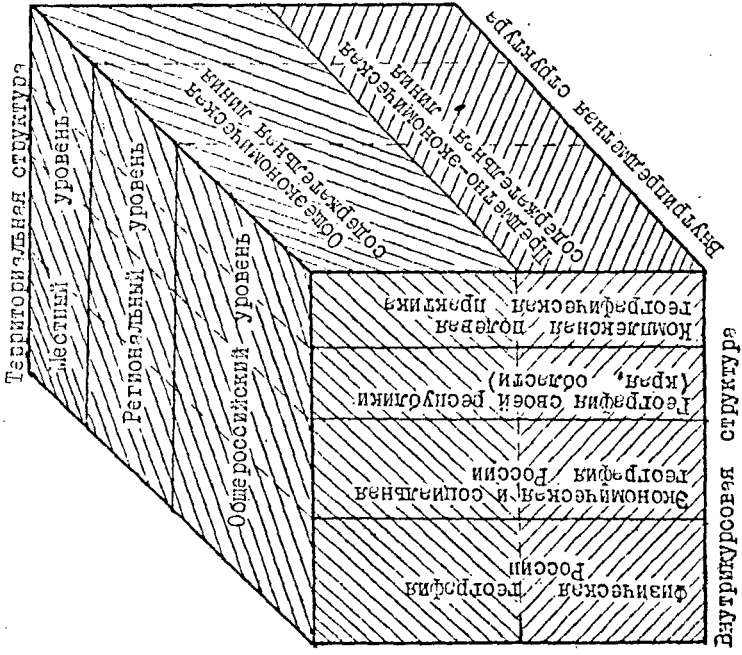 Территориальная структура
Местный уровень
Региональный уровень
Общероссийский уровень
Общеэкономическая
содержательная линия
Предметно-экономическая
содержательная
линия
Внутрипредметная структура
Комплексная полевая
географическая практика
География своей республики
(края, области)
Экономическая и социальная
география России
Физическая география
России
Внутрикурсовая структура